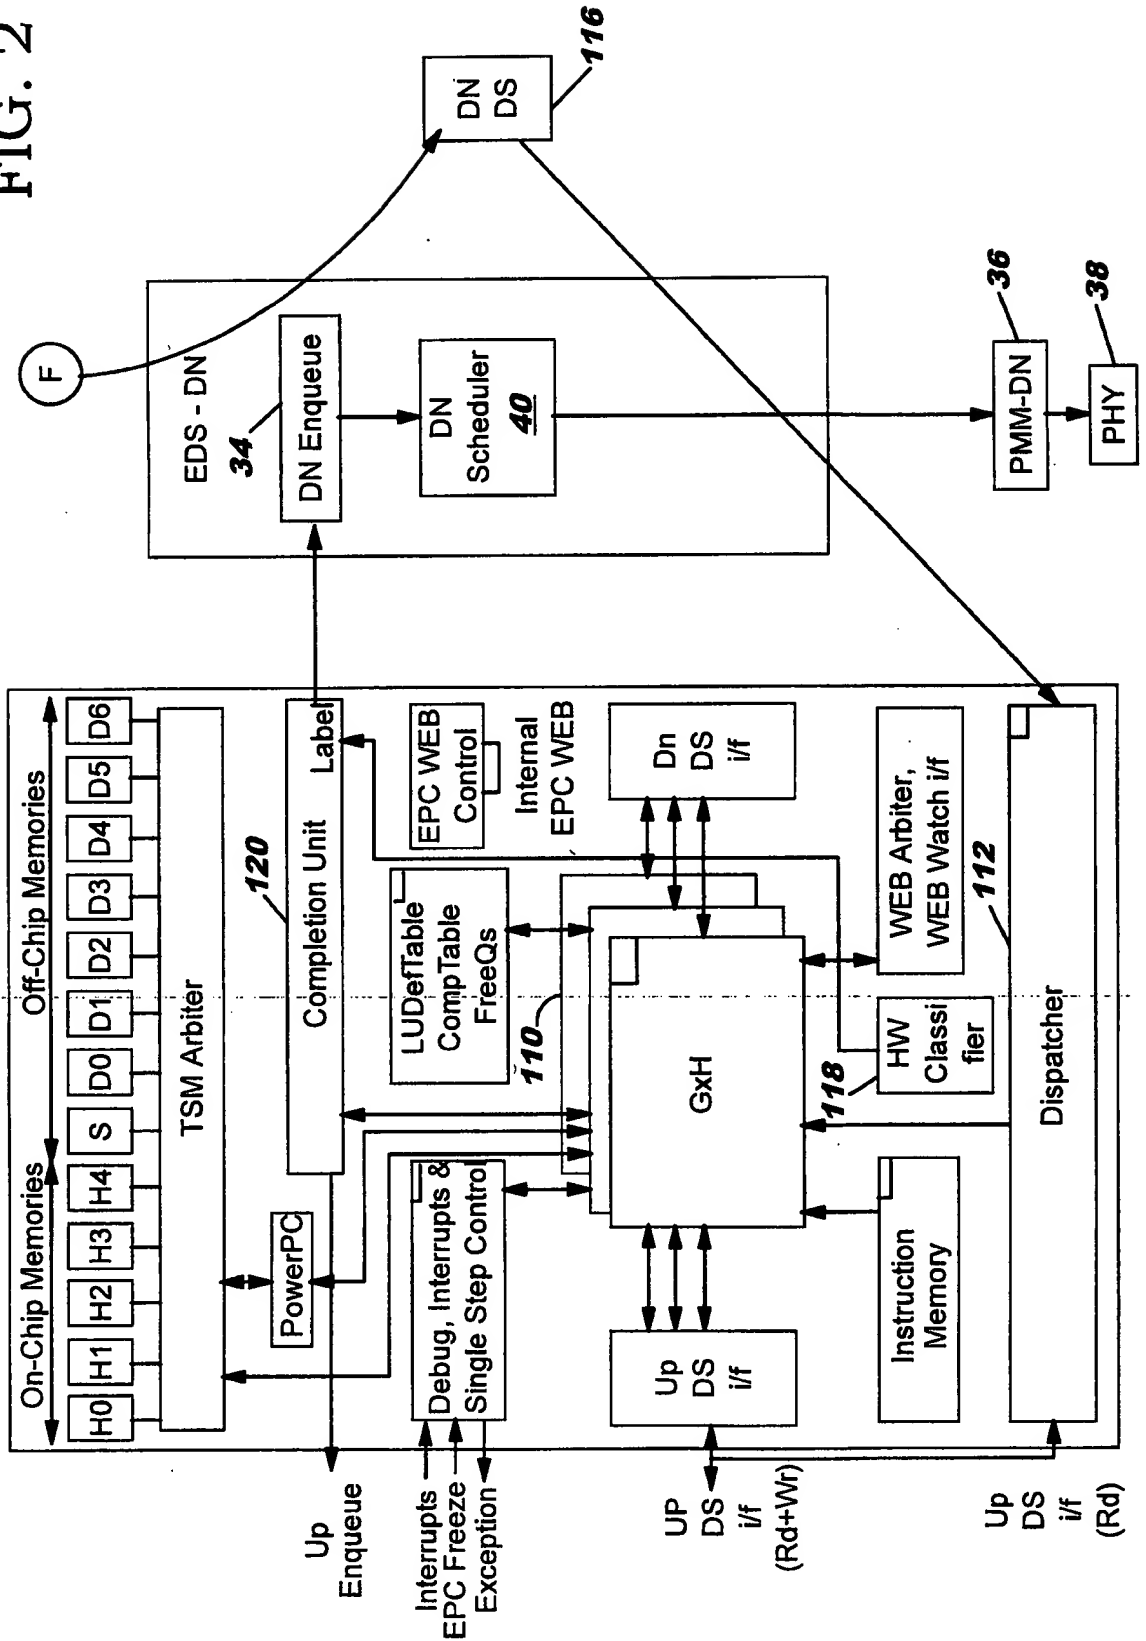 FIG. 2
F
116
DN
DS
EDS - DN
34
DN Enqueue
DN
Scheduler
40
36
PMM-DN
38
PHY
On-Chip Memories
Off-Chip Memories
H0
H1
H2
H3
H4
S
D0
D1
D2
D3
D4
D5
D6
TSM Arbiter
PowerPC
120
Completion Unit
Label
Up
Enqueue
Interrupts
EPC Freeze
Exception
Debug, Interrupts &
Single Step Control
LUDefTable
CompTable
FreeQs
EPC WEB
Control
Internal
EPC WEB
110
GxH
UP
DS
i/f
(Rd+Wr)
Up
DS
i/f
Dn
DS
i/f
Instruction
Memory
118
HW
Classi
fier
WEB Arbiter,
WEB Watch i/f
112
Dispatcher
Up
DS
i/f
(Rd)